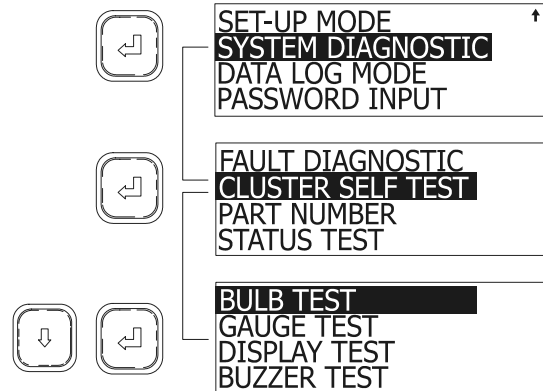 SET-UP MODE
SYSTEM DIAGNOSTIC
DATA LOG MODE
PASSWORD INPUT
FAULT DIAGNOSTIC
CLUSTER SELF TEST
PART NUMBER
STATUS TEST
BULB TEST
GAUGE TEST
DISPLAY TEST
BUZZER TEST